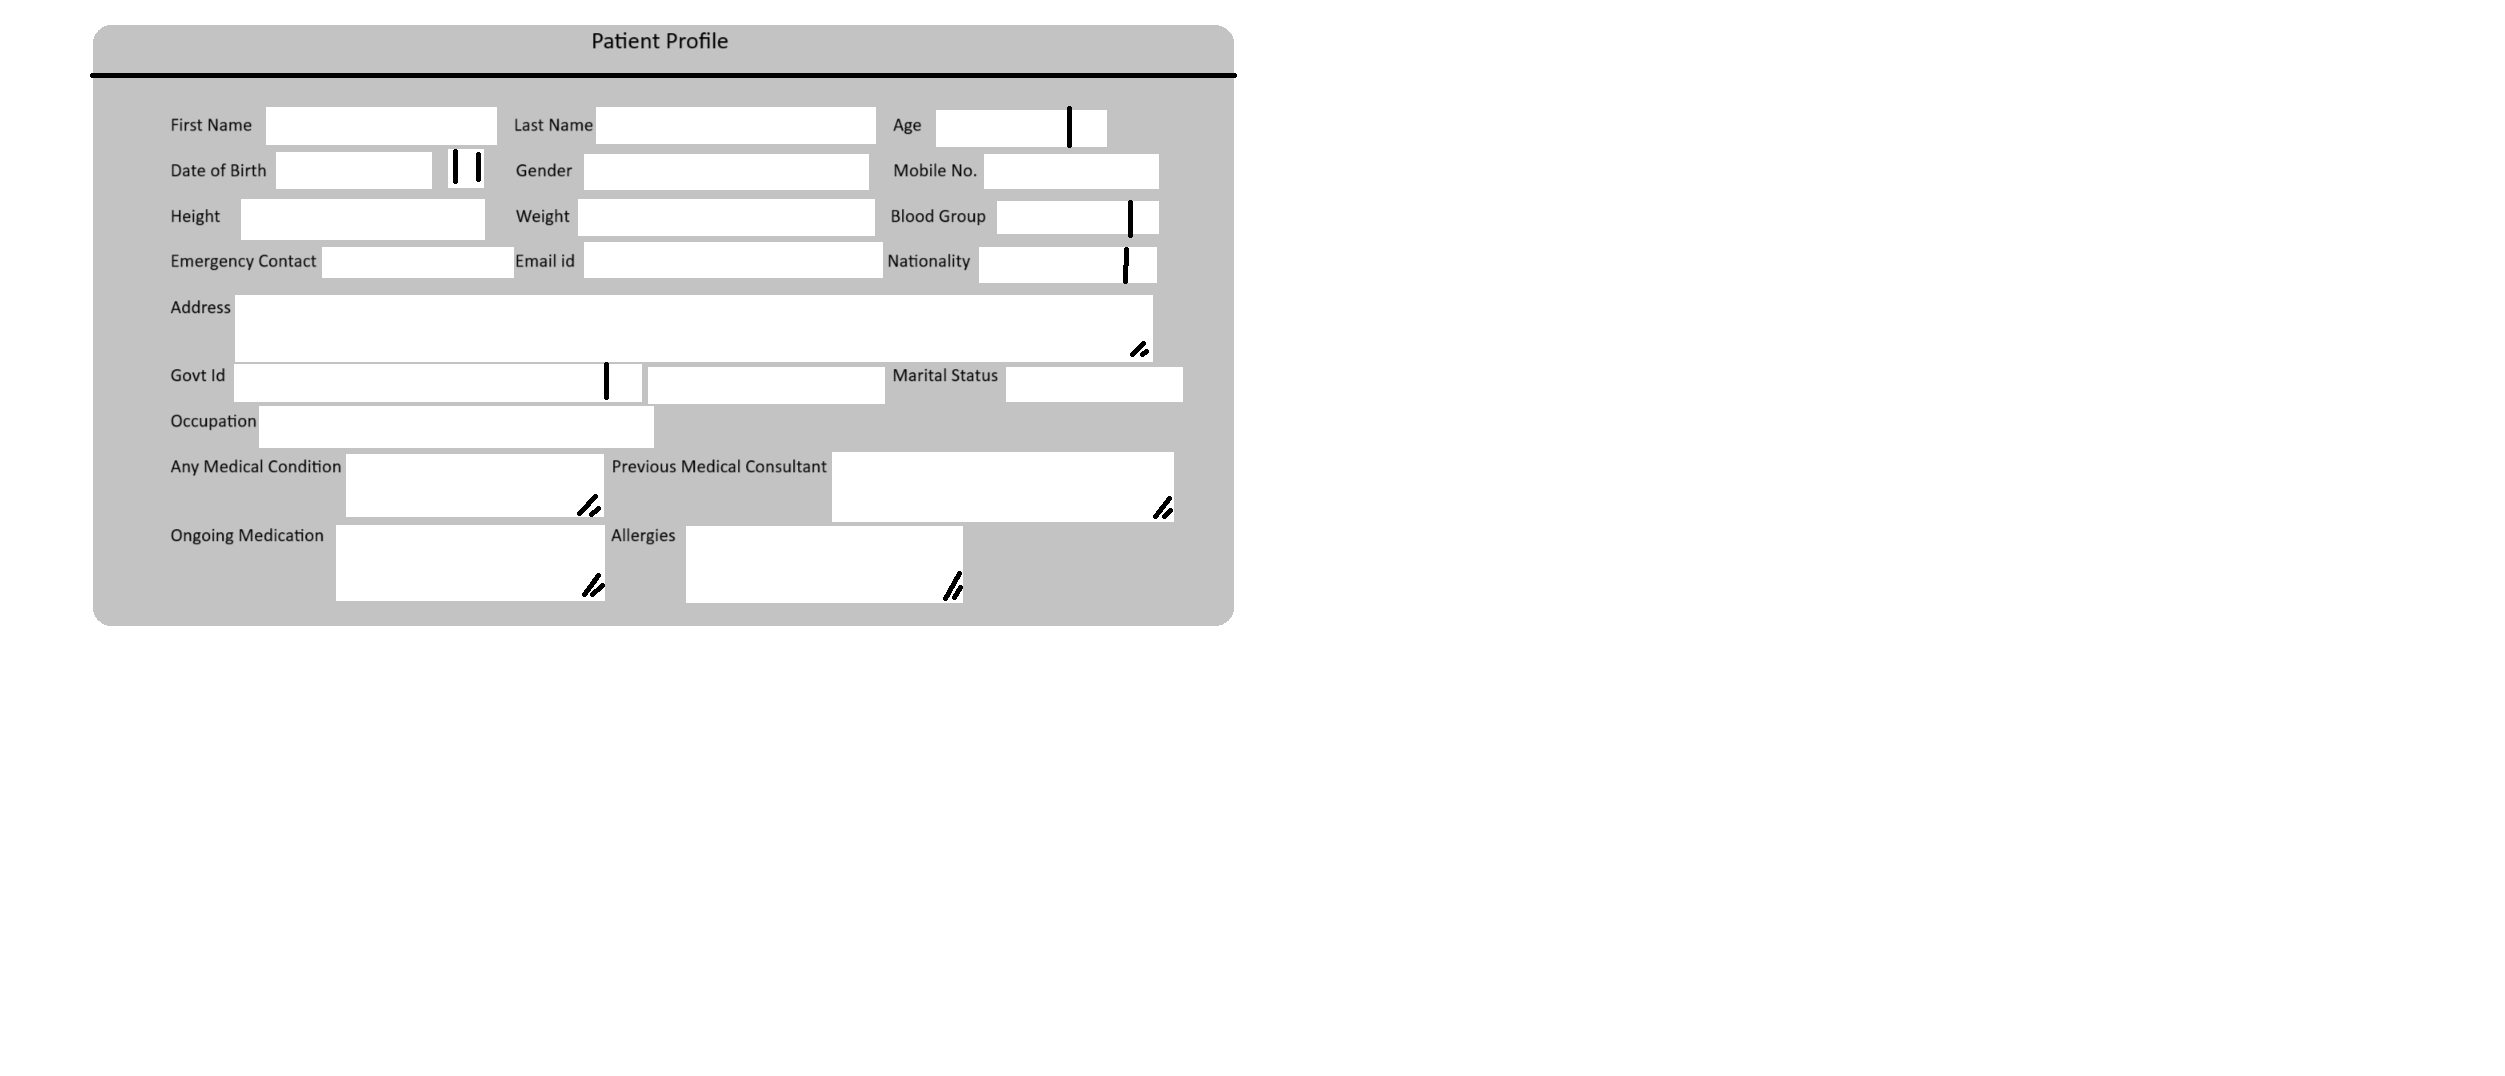 Patient Profile
First Name Last Name Age
Date of Birth Gender Mobile No.
Height Weight Blood Group
Emergency Contact Email id Nationality
Address
Govt Id Marital Status
Occupation
Any Medical Condition Previous Medical Consultant
Ongoing Medication Allergies